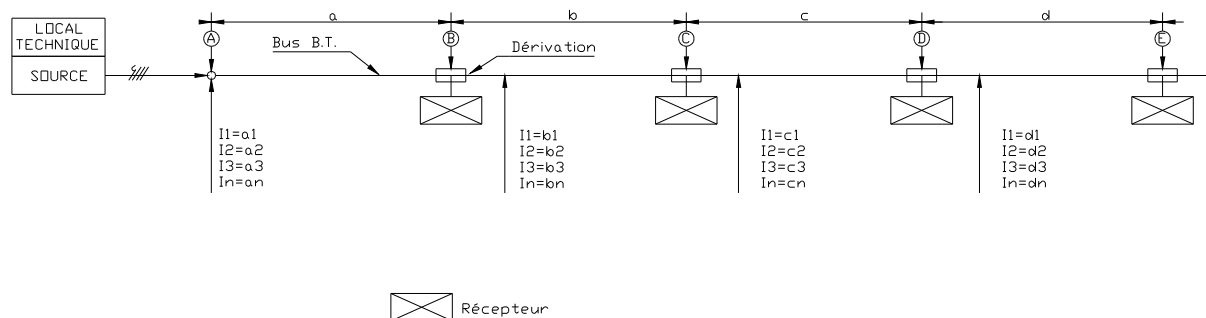 a
b
c
d
LOCAL
TECHNIQUE
SOURCE
A
B
C
D
E
Bus B.T.
Dérivation
I1=a1
I2=a2
I3=a3
In=an
I1=b1
I2=b2
I3=b3
In=bn
I1=c1
I2=c2
I3=c3
In=cn
I1=d1
I2=d2
I3=d3
In=dn
Récepteur